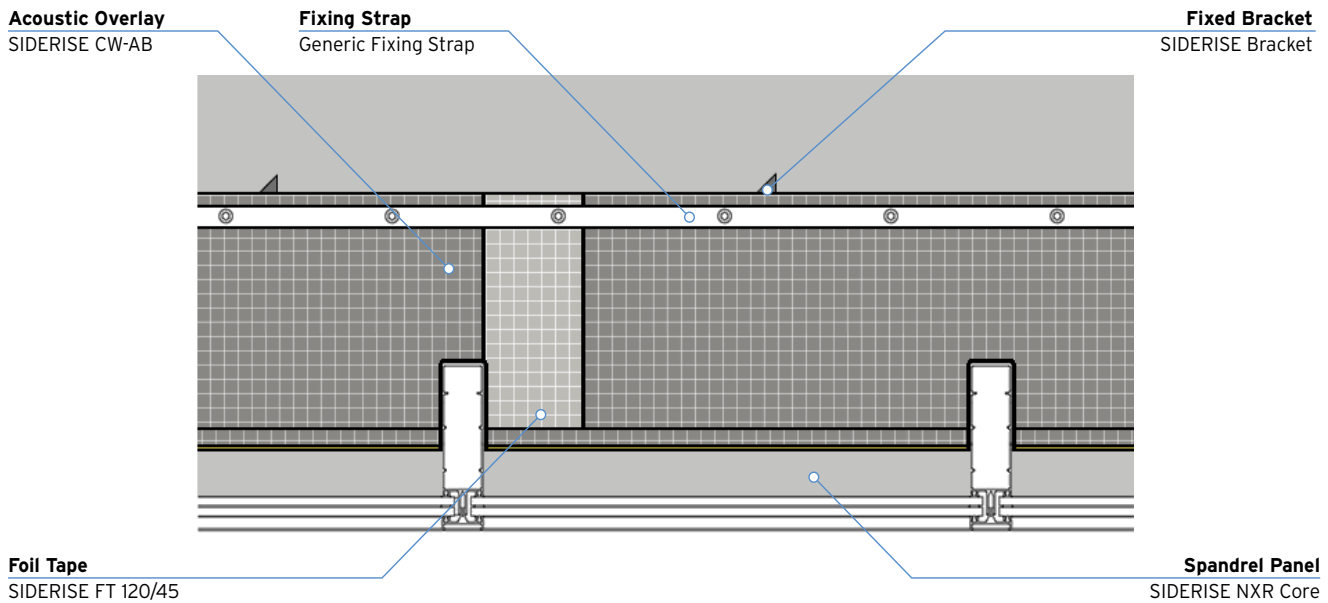 Acoustic Overlay
SIDERISE CW-AB
Fixing Strap
Generic Fixing Strap
Fixed Bracket
SIDERISE Bracket
Foil Tape
SIDERISE FT 120/45
Spandrel Panel
SIDERISE NXR Core